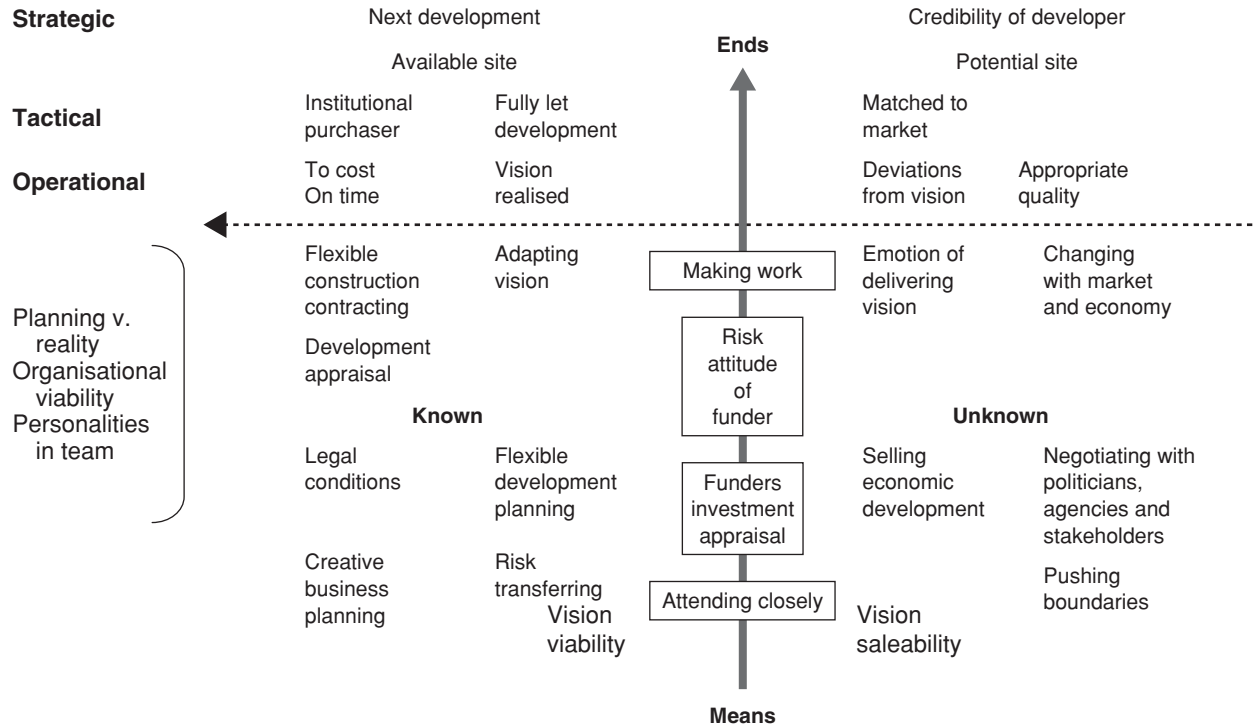 Strategic
Next development
Credibility of developer
Ends
Available site
Potential site
Tactical
Institutional
purchaser
Fully let
development
Matched to
market
Operational
To cost
On time
Vision
realised
Deviations
from vision
Appropriate
quality
Flexible
construction
contracting
Adapting
vision
Making work
Emotion of
delivering
vision
Changing
with market
and economy
Planning v.
reality
Organisational
viability
Personalities
in team
Development
appraisal
Risk
attitude
of
funder
Known
Unknown
Legal
conditions
Flexible
development
planning
Funders
investment
appraisal
Selling
economic
development
Negotiating with
politicians,
agencies and
stakeholders
Creative
business
planning
Risk
transferring
Attending closely
Pushing
boundaries
Vision
viability
Vision
saleability
Means